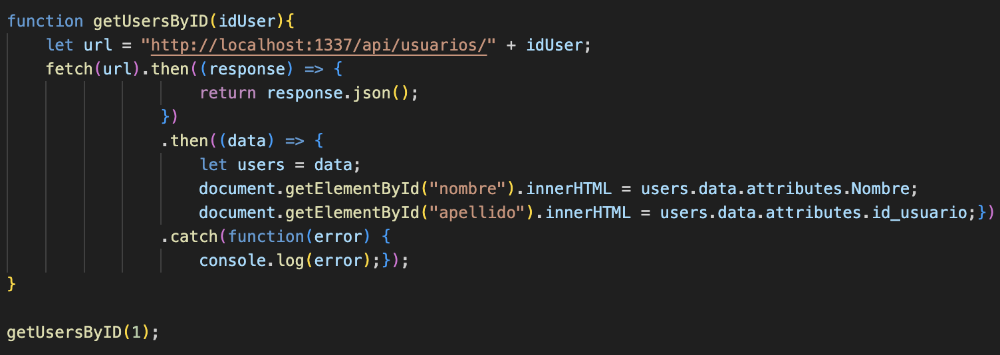 function getUsersByID(idUser){
let url = "http://localhost:1337/api/usuarios/" + idUser;
fetch(url).then((response) => {
return response.json();
})
.then((data) => {
let users = data;
document.getElementById("nombre").innerHTML = users.data.attributes.Nombre;
document.getElementById("apellido").innerHTML = users.data.attributes.id_usuario;})
.catch(function(error) {
console.log(error);});
}
getUsersByID(1);